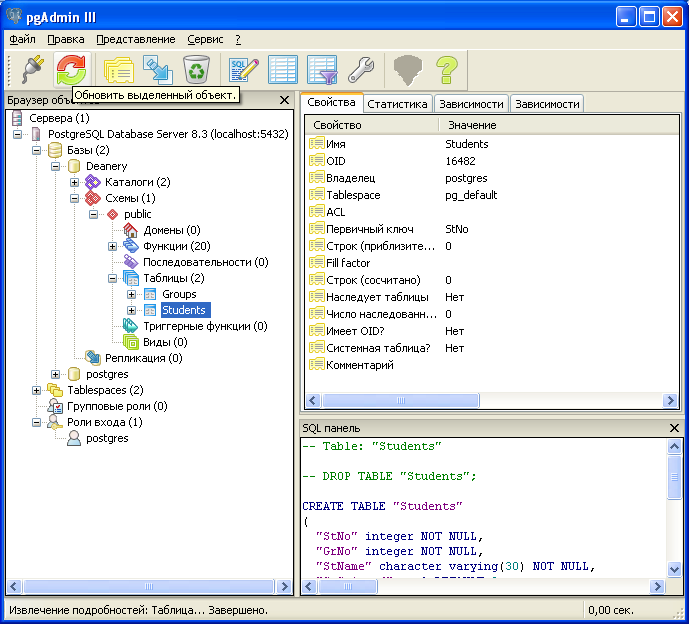 pgAdmin III
Файл Правка Представление Сервис ?
SQL
Обновить выделенный объект.
Браузер объектов
Сервера (1)
PostgreSQL Database Server 8.3 (localhost:5432)
Базы (2)
Deanery
Каталоги (2)
Схемы (1)
public
Домены (0)
Функции (20)
Последовательности (0)
Таблицы (2)
Groups
Students
Триггерные функции (0)
Виды (0)
Репликация (0)
postgres
Tablespaces (2)
Групповые роли (0)
Роли входа (1)
postgres
Свойства Статистика Зависимости Зависимости
Свойство Значение
Имя Students
OID 16482
Владелец postgres
Tablespace pg_default
ACL
Первичный ключ StNo
Строк (приблизите... 0
Fill factor
Строк (сосчитано) 0
Наследует таблицы Нет
Число наследованн... 0
Имеет OID? Нет
Системная таблица? Нет
Комментарий
SQL панель
-- Table: "Students"
-- DROP TABLE "Students";
CREATE TABLE "Students"
(
"StNo" integer NOT NULL,
"GrNo" integer NOT NULL,
"StName" character varying(30) NOT NULL,
Извлечение подробностей: Таблица... Завершено.
0,00 сек.